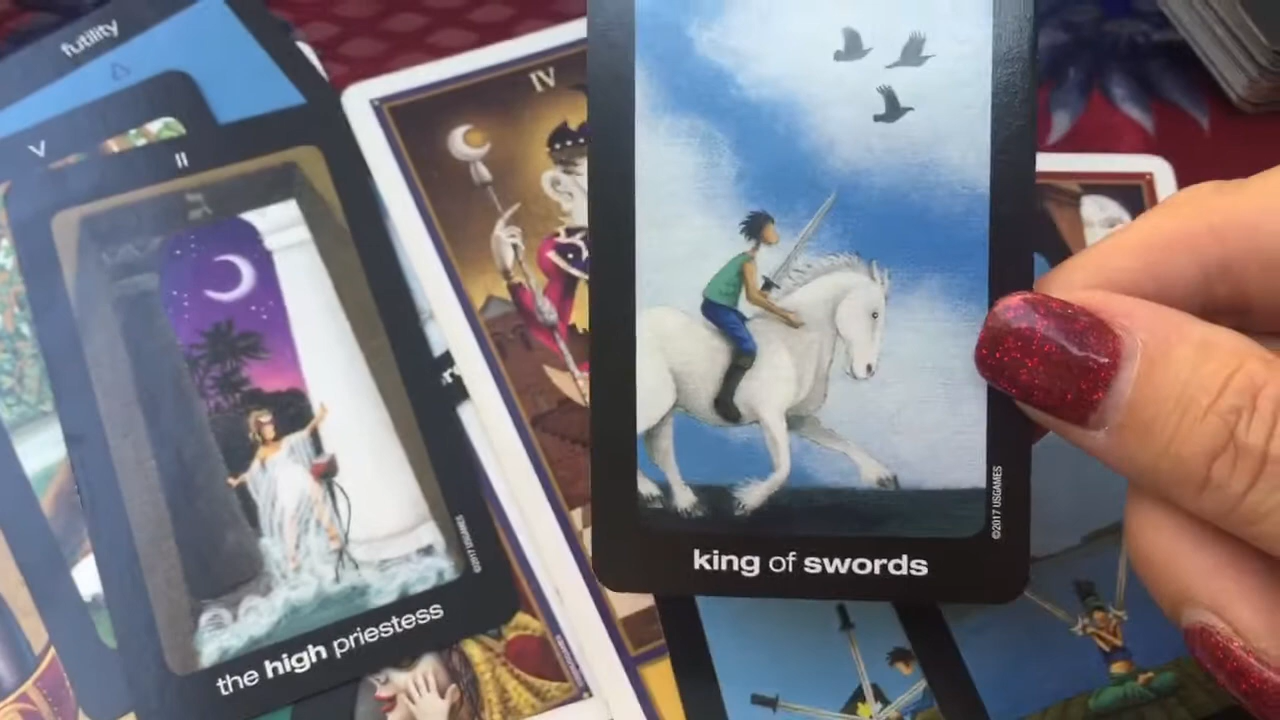 futility
IV
V
II
ג
©2017 USGAMES
king of swords
©2017 USGAMES
the high priestess